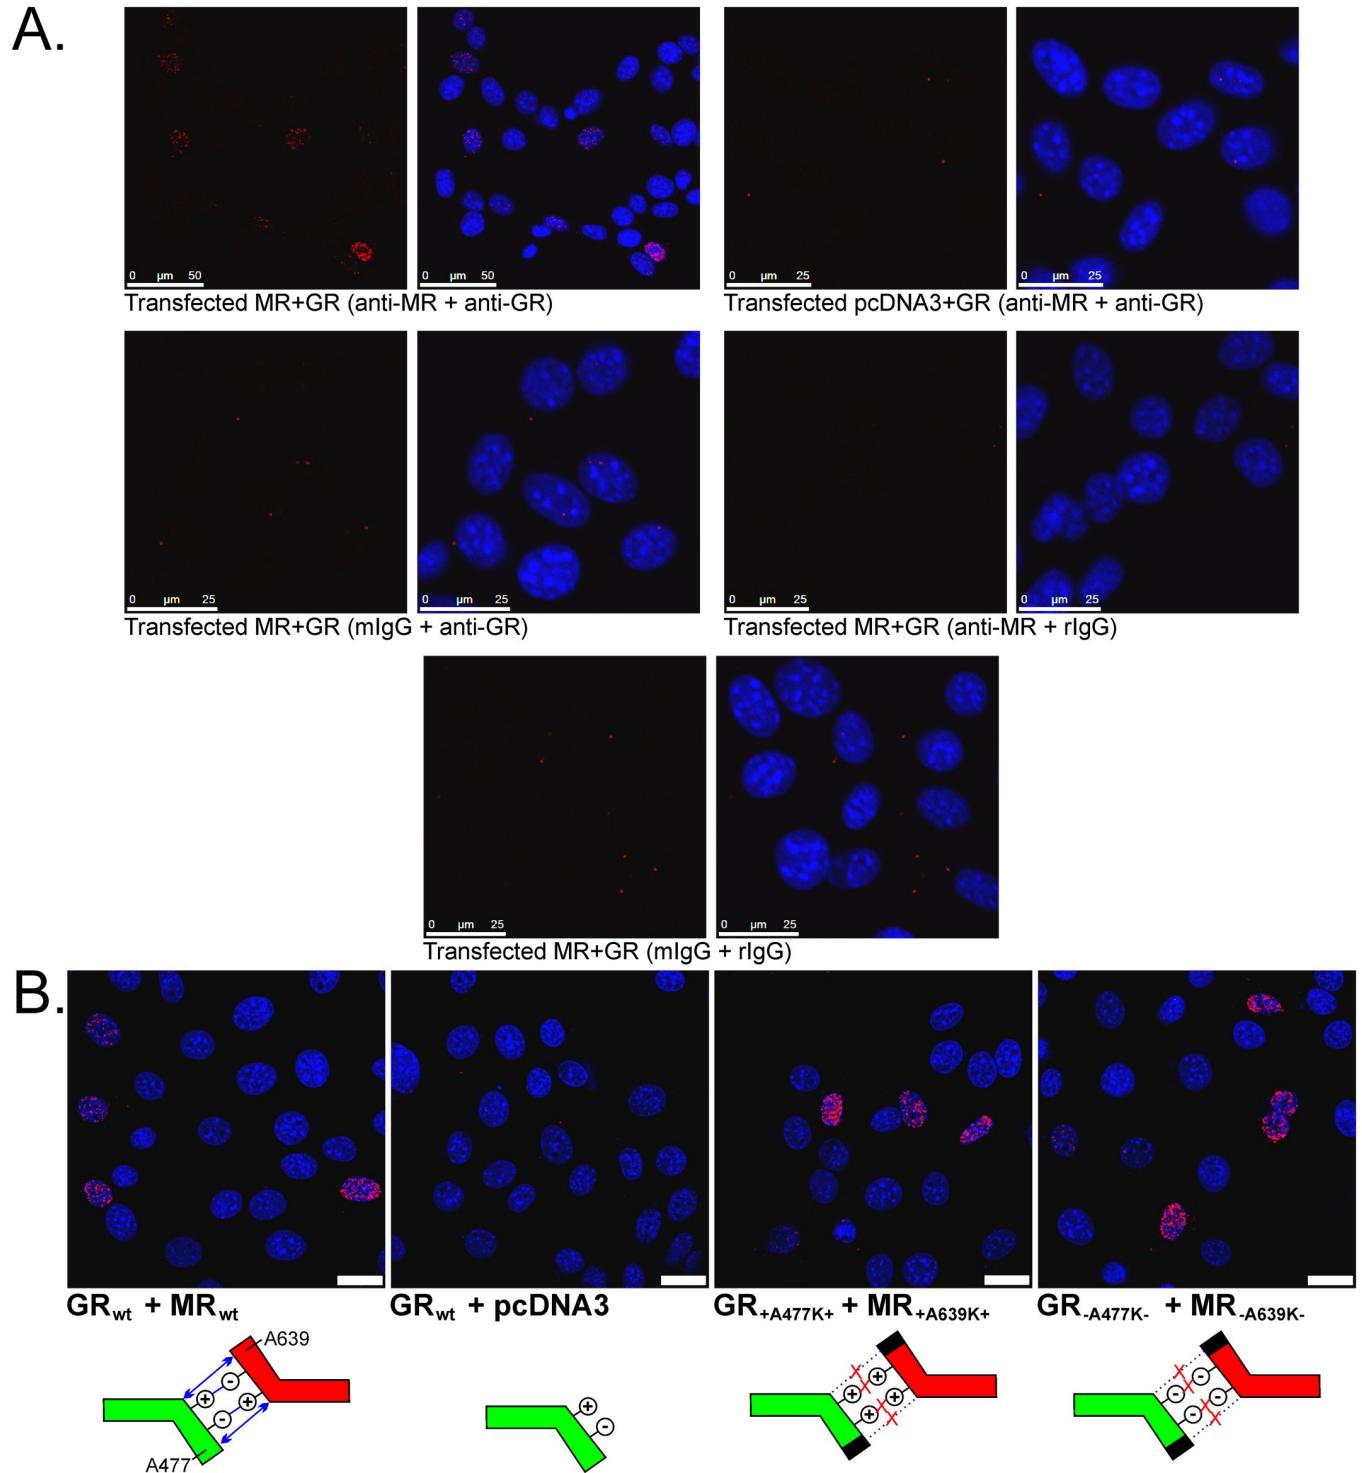 A.
0 µm 50
0 µm 50
0 µm 25
0 µm 25
Transfected MR+GR (anti-MR + anti-GR)
Transfected pcDNA3+GR (anti-MR + anti-GR)
0 µm 25
0 µm 25
0 µm 25
0 µm 25
Transfected MR+GR (mIgG + anti-GR)
Transfected MR+GR (anti-MR + rIgG)
0 µm 25
0 µm 25
Transfected MR+GR (mIgG + rIgG)
B.
GRwt + MRwt
GRwt + pcDNA3
GR+A477K+ + MR+A639K+
GR-A477K- + MR-A639K-
A639
+ - - +
+ -
+ + + +
- - - -
A477